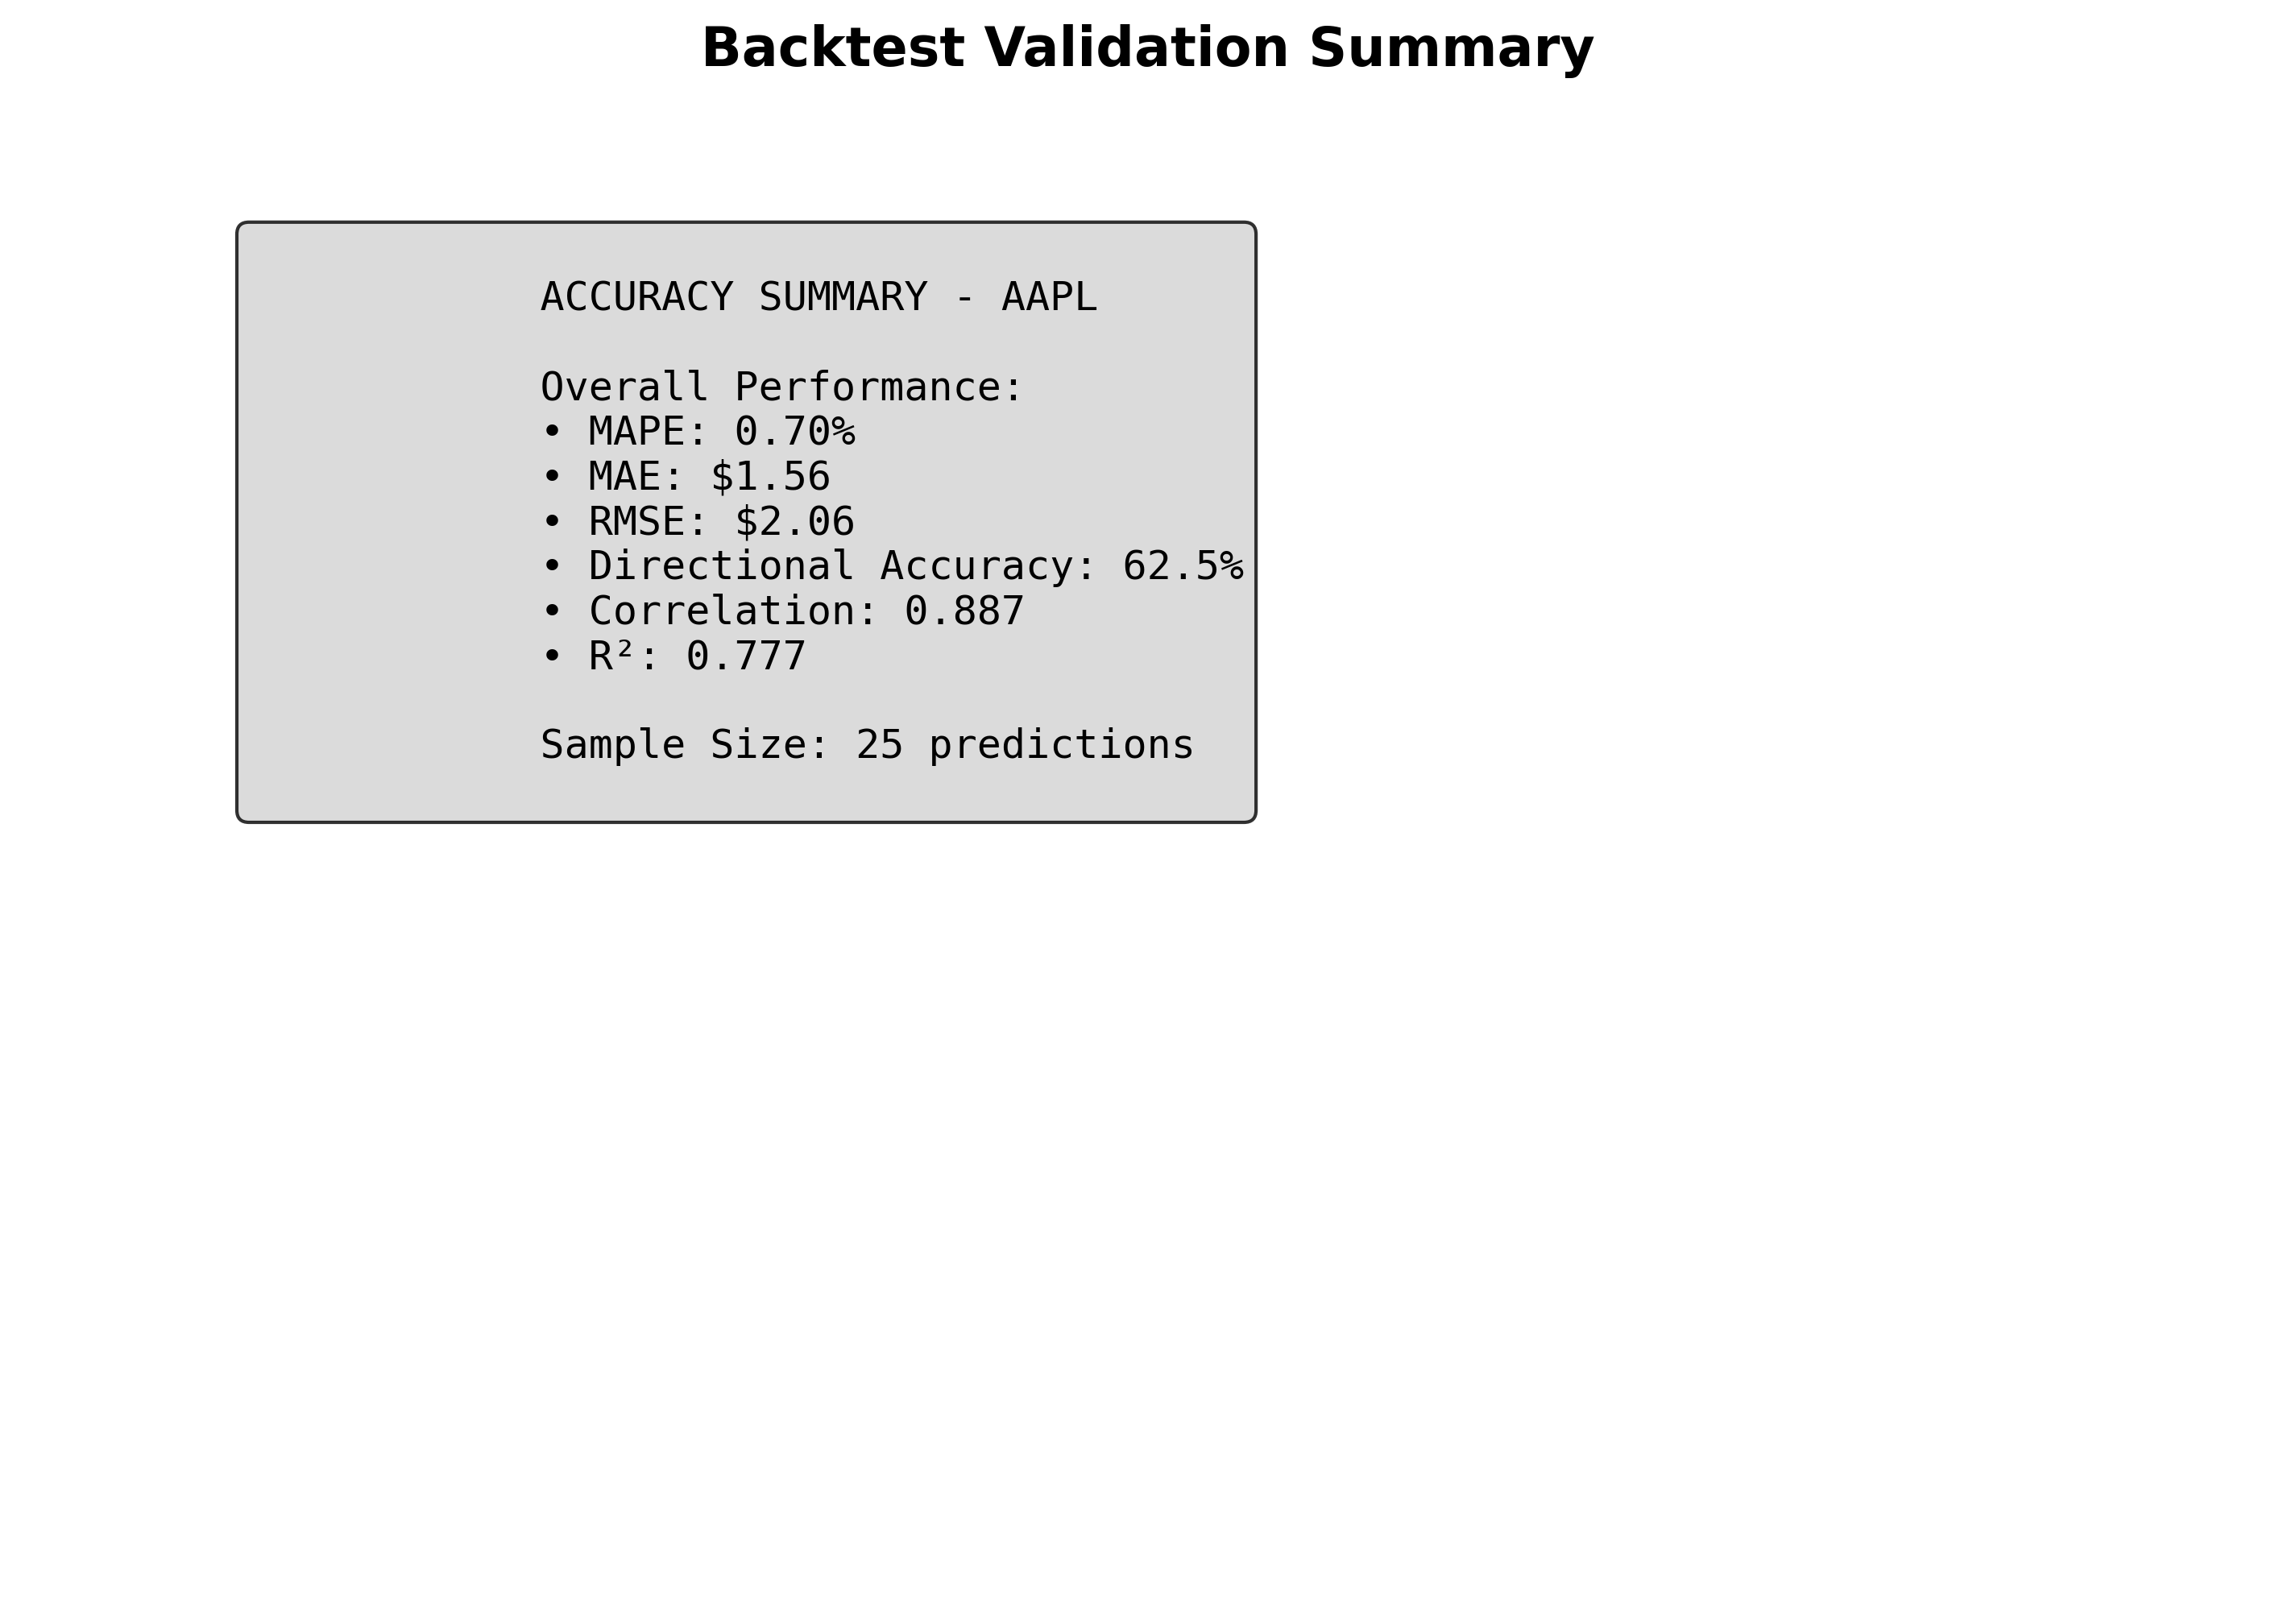 Backtest Validation Summary
ACCURACY SUMMARY - AAPL
Overall Performance:
• MAPE: 0.70%
• MAE: $1.56
• RMSE: $2.06
• Directional Accuracy: 62.5%
• Correlation: 0.887
• R²: 0.777
Sample Size: 25 predictions